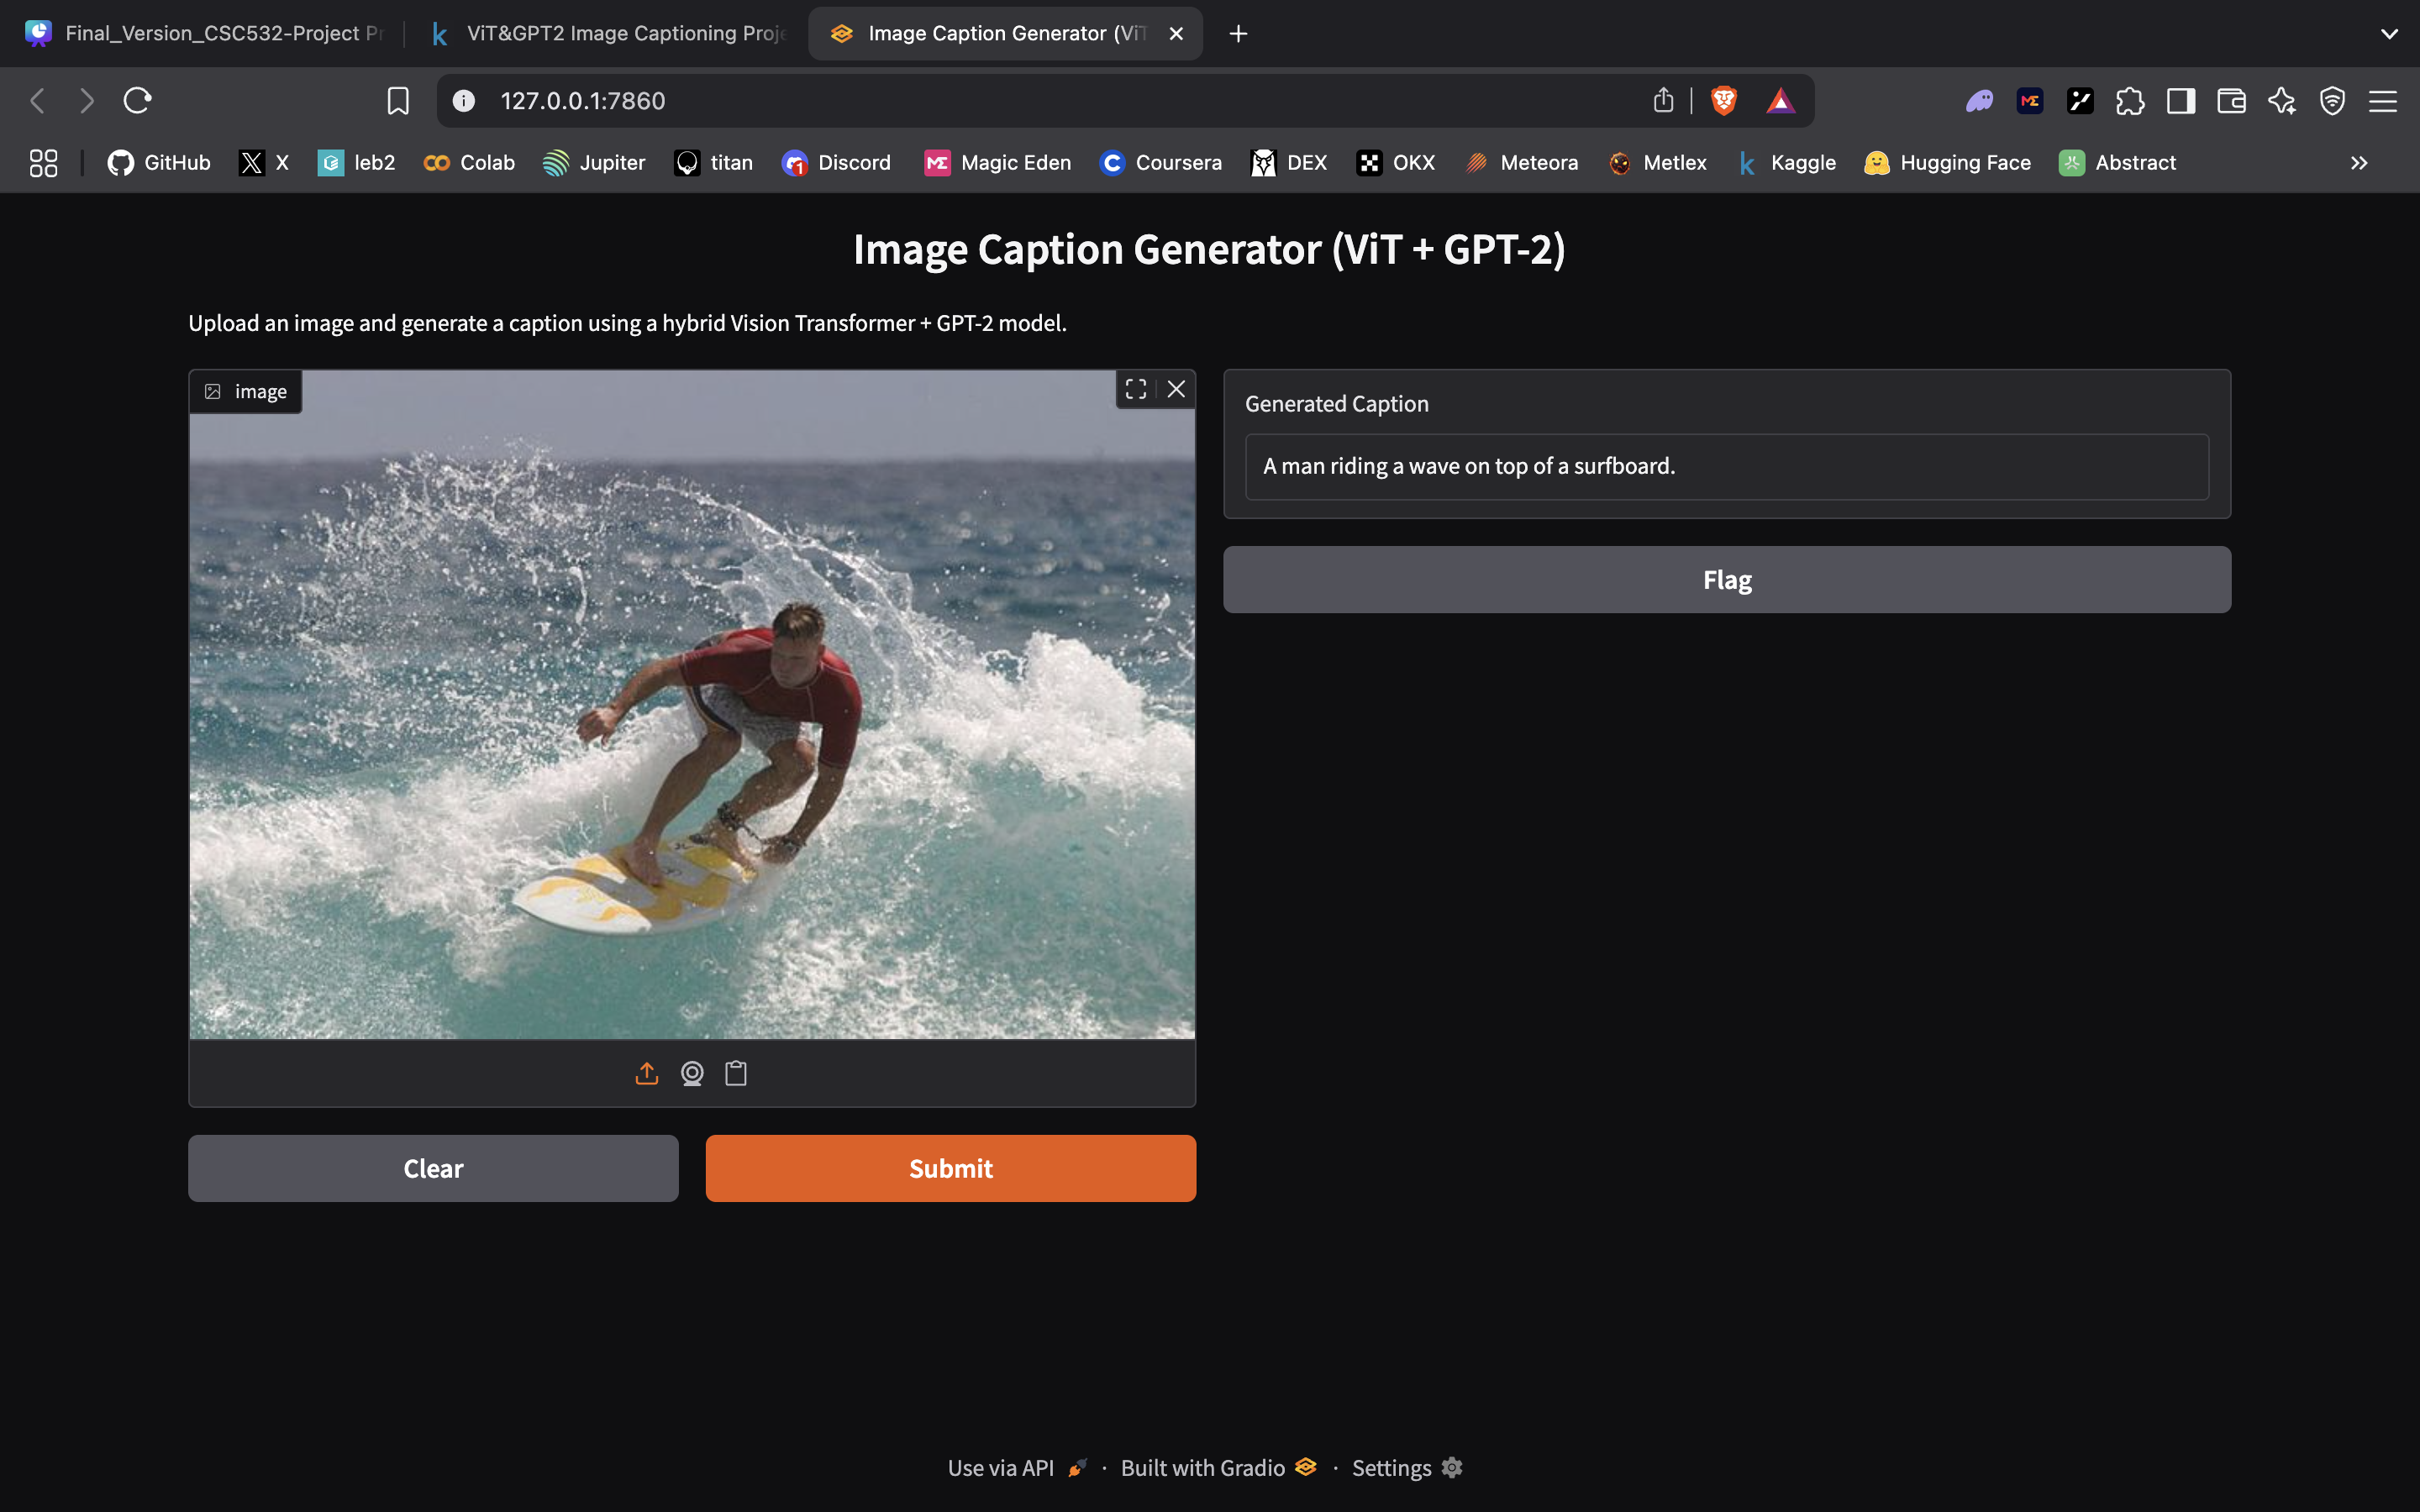 Final_Version_CSC532-Project Pr
ViT&GPT2 Image Captioning Proje
Image Caption Generator (ViT
127.0.0.1:7860
GitHub
X
leb2
Colab
Jupiter
titan
Discord
Magic Eden
Coursera
DEX
OKX
Meteora
Metlex
Kaggle
Hugging Face
Abstract
Image Caption Generator (ViT + GPT-2)
Upload an image and generate a caption using a hybrid Vision Transformer + GPT-2 model.
image
Generated Caption
A man riding a wave on top of a surfboard.
Flag
Clear
Submit
Use via API · Built with Gradio · Settings